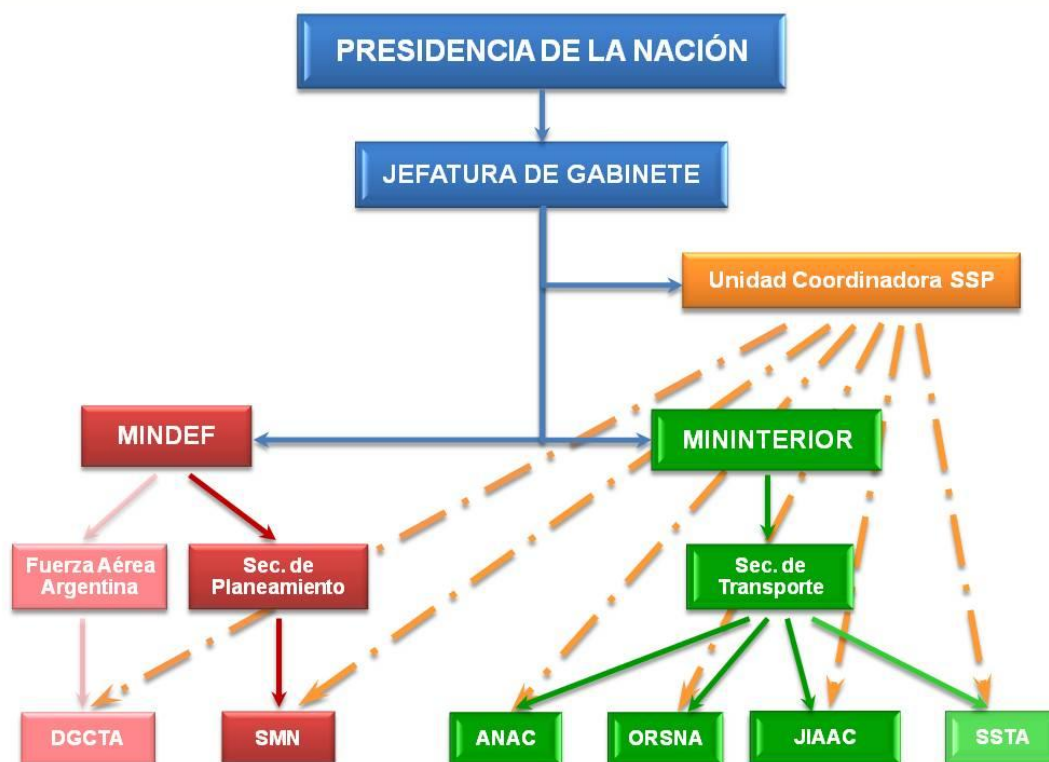 PRESIDENCIA DE LA NACIÓN
JEFATURA DE GABINETE
Unidad Coordinadora SSP
MINDEF
MININTERIOR
Fuerza Aérea
Argentina
Sec. de
Planeamiento
Sec. de
Transporte
DGCTA
SMN
ANAC
ORSNA
JIAAC
SSTA